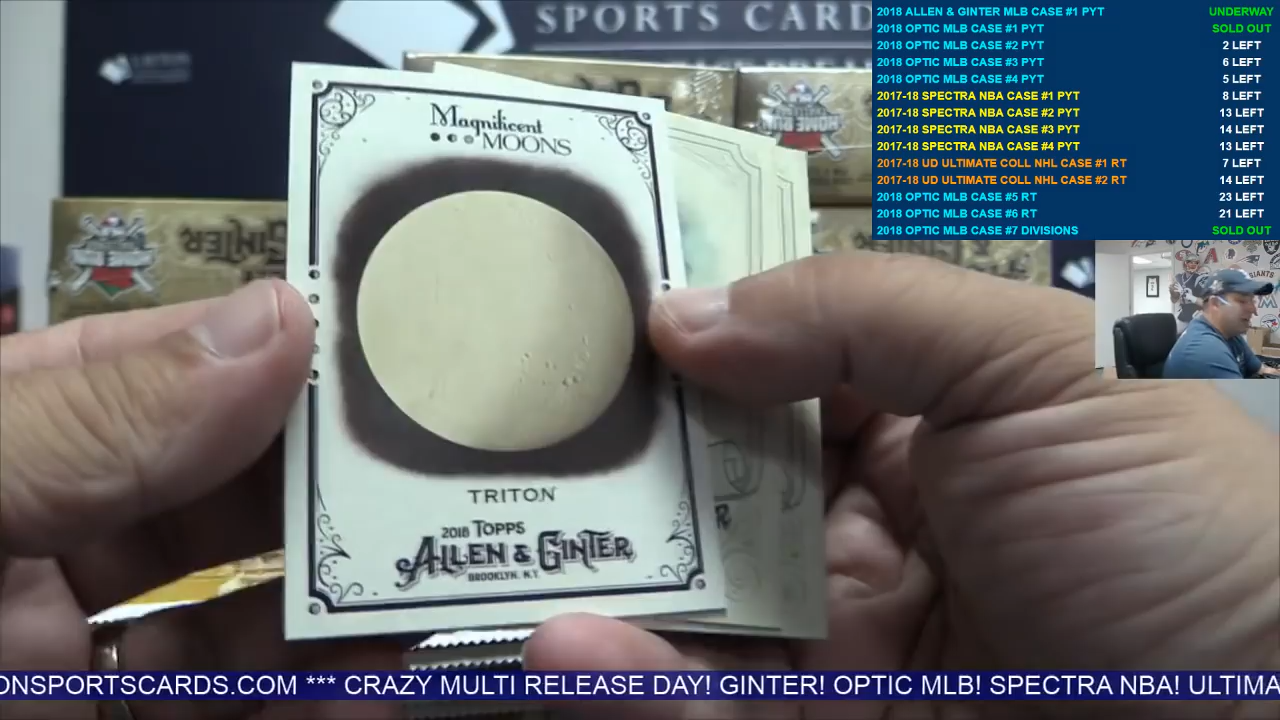 SPORTS CARDS
2018 ALLEN & GINTER MLB CASE #1 PYT UNDERWAY
2018 OPTIC MLB CASE #1 PYT SOLD OUT
2018 OPTIC MLB CASE #2 PYT 2 LEFT
2018 OPTIC MLB CASE #3 PYT 6 LEFT
2018 OPTIC MLB CASE #4 PYT 5 LEFT
2017-18 SPECTRA NBA CASE #1 PYT 8 LEFT
2017-18 SPECTRA NBA CASE #2 PYT 13 LEFT
2017-18 SPECTRA NBA CASE #3 PYT 14 LEFT
2017-18 SPECTRA NBA CASE #4 PYT 13 LEFT
2017-18 UD ULTIMATE COLL NHL CASE #1 RT 7 LEFT
2017-18 UD ULTIMATE COLL NHL CASE #2 RT 14 LEFT
2018 OPTIC MLB CASE #5 RT 23 LEFT
2018 OPTIC MLB CASE #6 RT 21 LEFT
2018 OPTIC MLB CASE #7 DIVISIONS SOLD OUT
HOME RUN
GINTER
GIANTS
Magnificent
MOONS
TRITON
2018 TOPPS
ALLEN & GINTER
BROOKLYN, N.Y.
ONSPORTSCARDS.COM *** CRAZY MULTI RELEASE DAY! GINTER! OPTIC MLB! SPECTRA NBA! ULTIMA